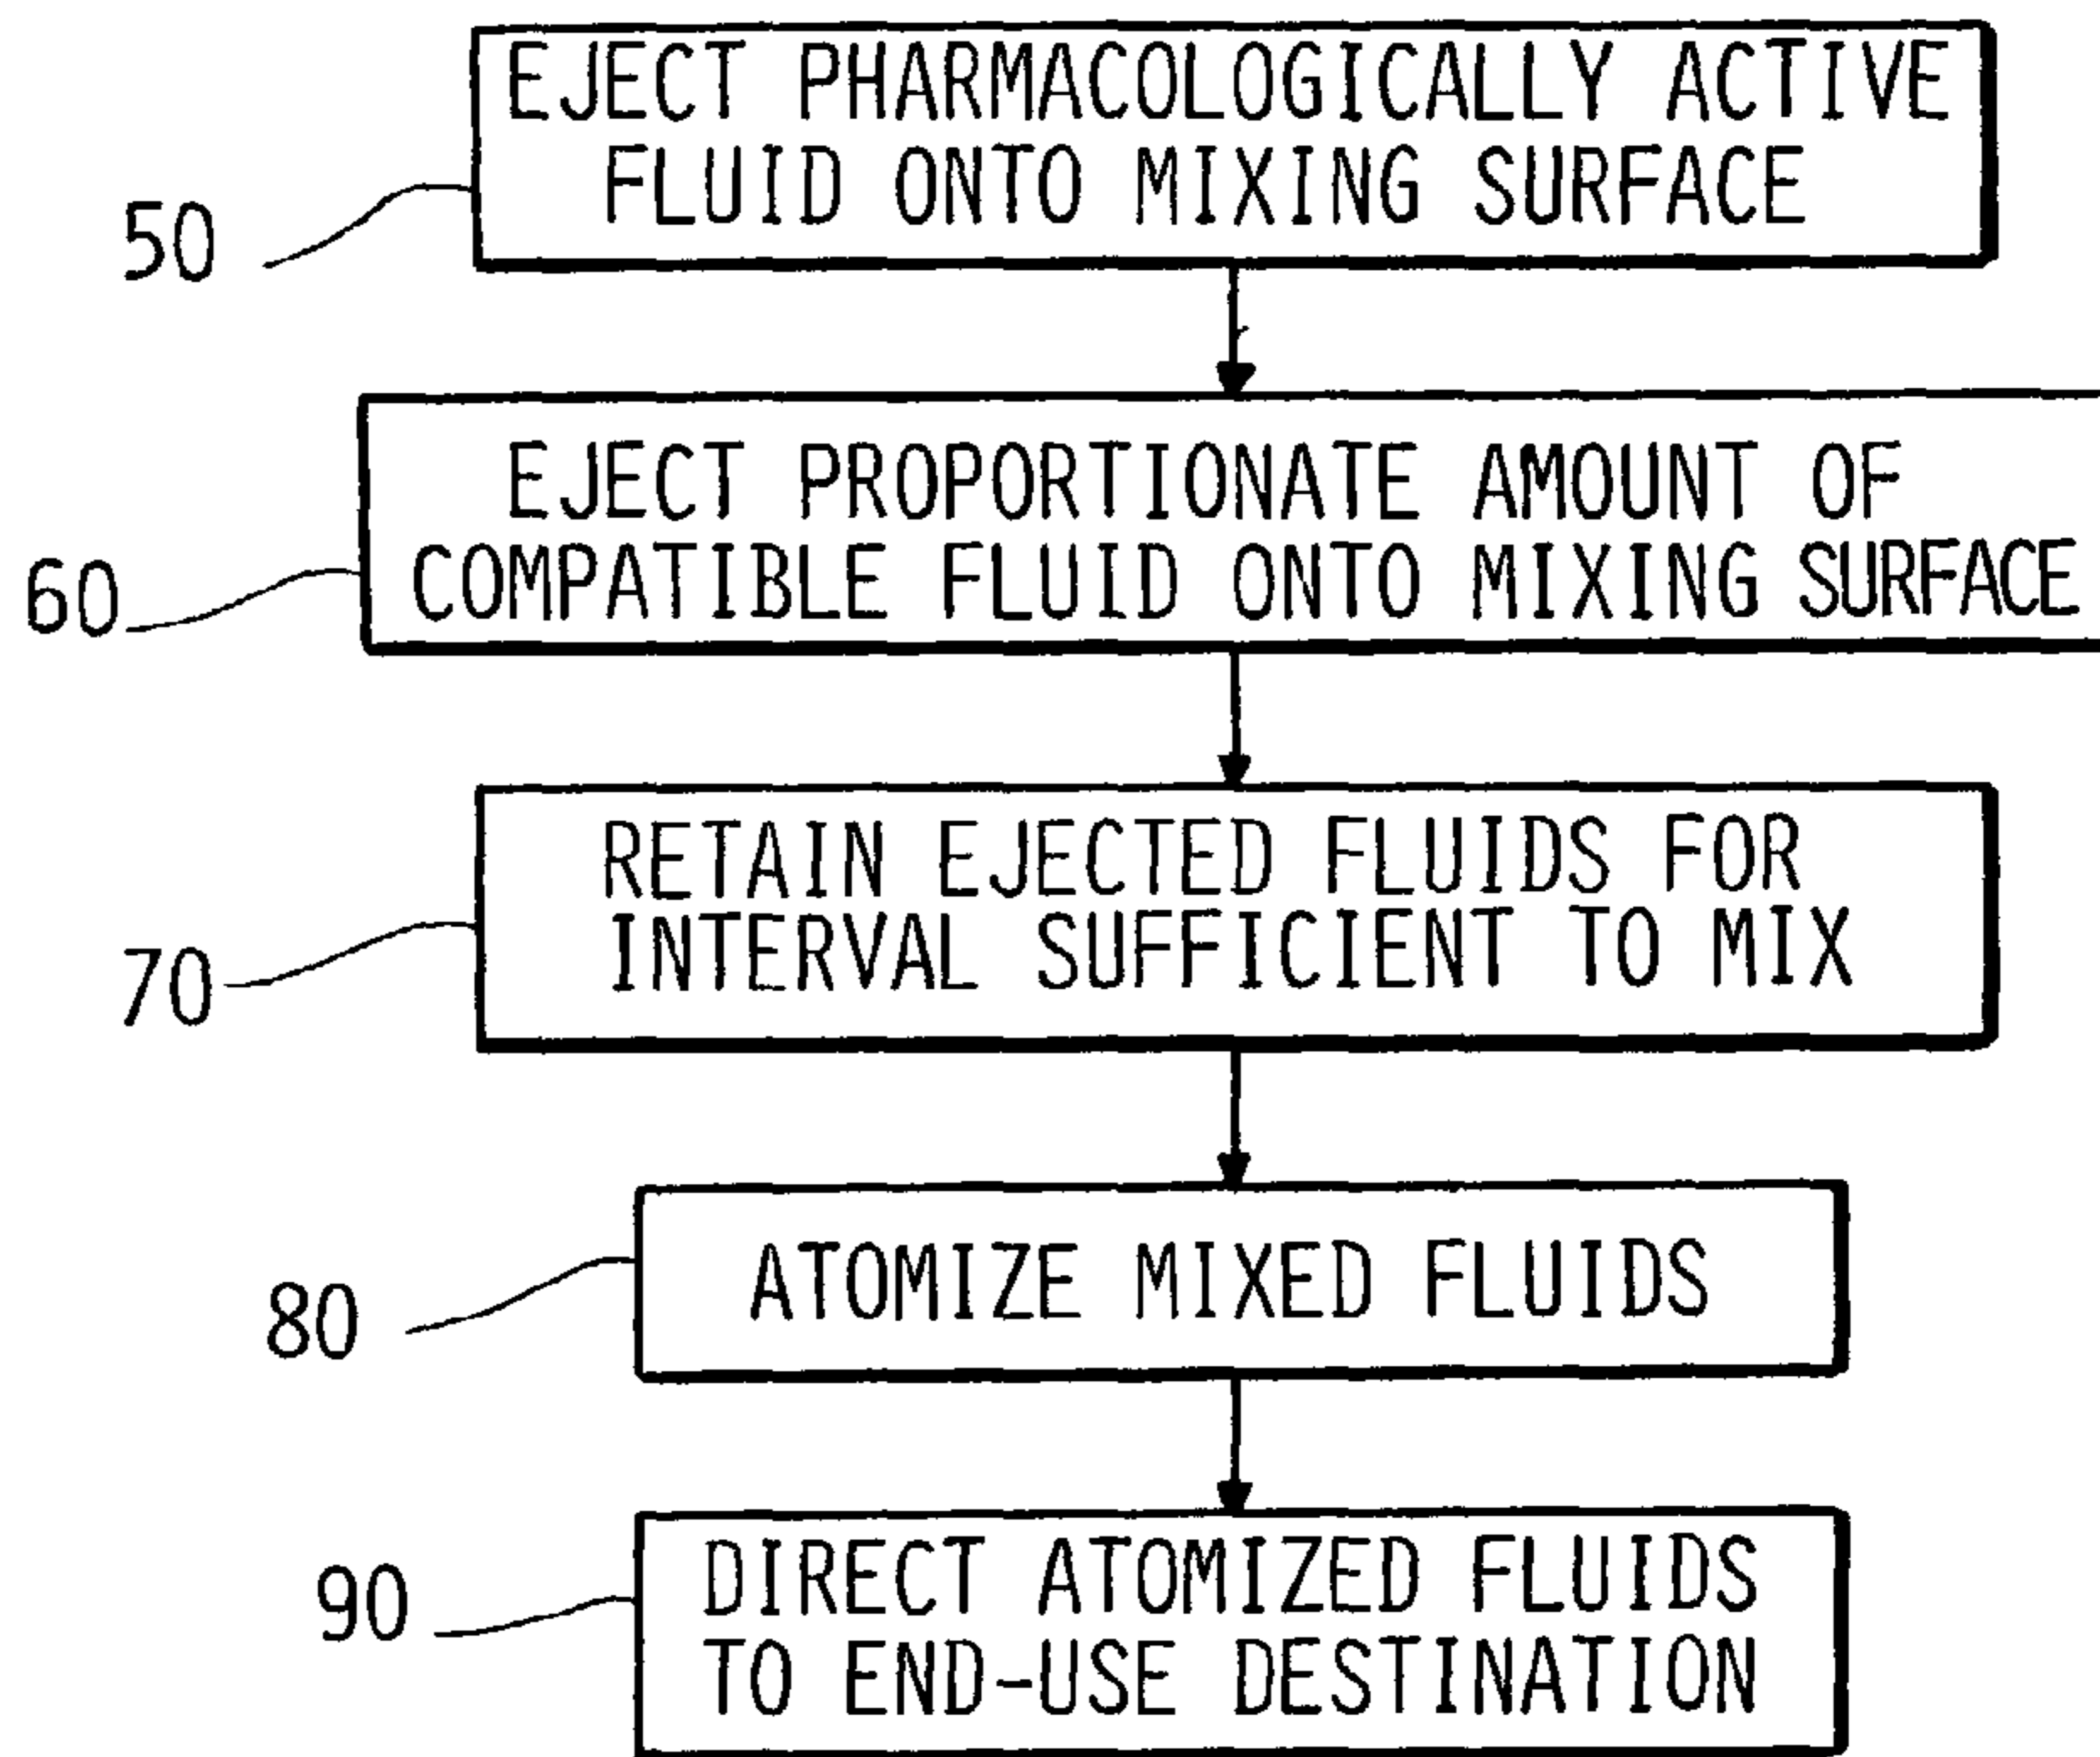 EJECT PHARMACOLOGICALLY ACTIVE
FLUID ONTO MIXING SURFACE
50
EJECT PROPORTIONATE AMOUNT OF
COMPATIBLE FLUID ONTO MIXING SURFACE
60
RETAIN EJECTED FLUIDS FOR
INTERVAL SUFFICIENT TO MIX
70
ATOMIZE MIXED FLUIDS
80
DIRECT ATOMIZED FLUIDS
90
TO END-USE DESTINATION